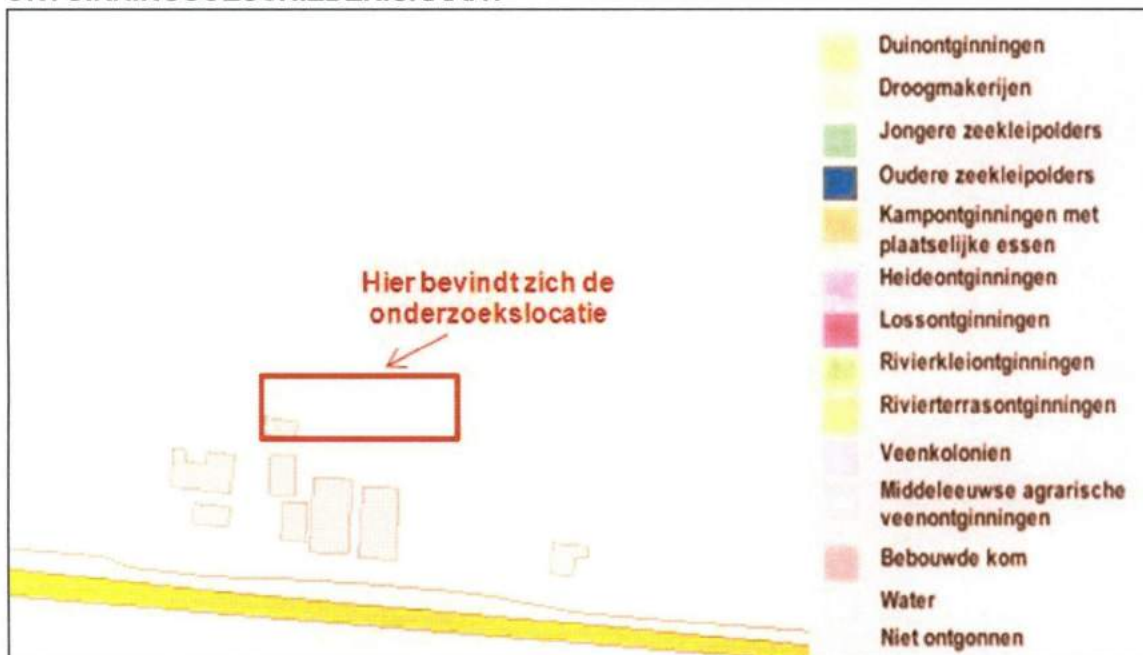 Hier bevindt zich de
onderzoekslocatie
Duinontginningen
Droogmakerijen
Jongere zeekleipolders
Oudere zeekleipolders
Kampontginningen met
plaatselijke essen
Heideontginningen
Lossontginningen
Rivierkleiontginningen
Rivierterrasontginningen
Veenkolonien
Middeleeuwse agrarische
veenontginningen
Bebouwde kom
Water
Niet ontgonnen